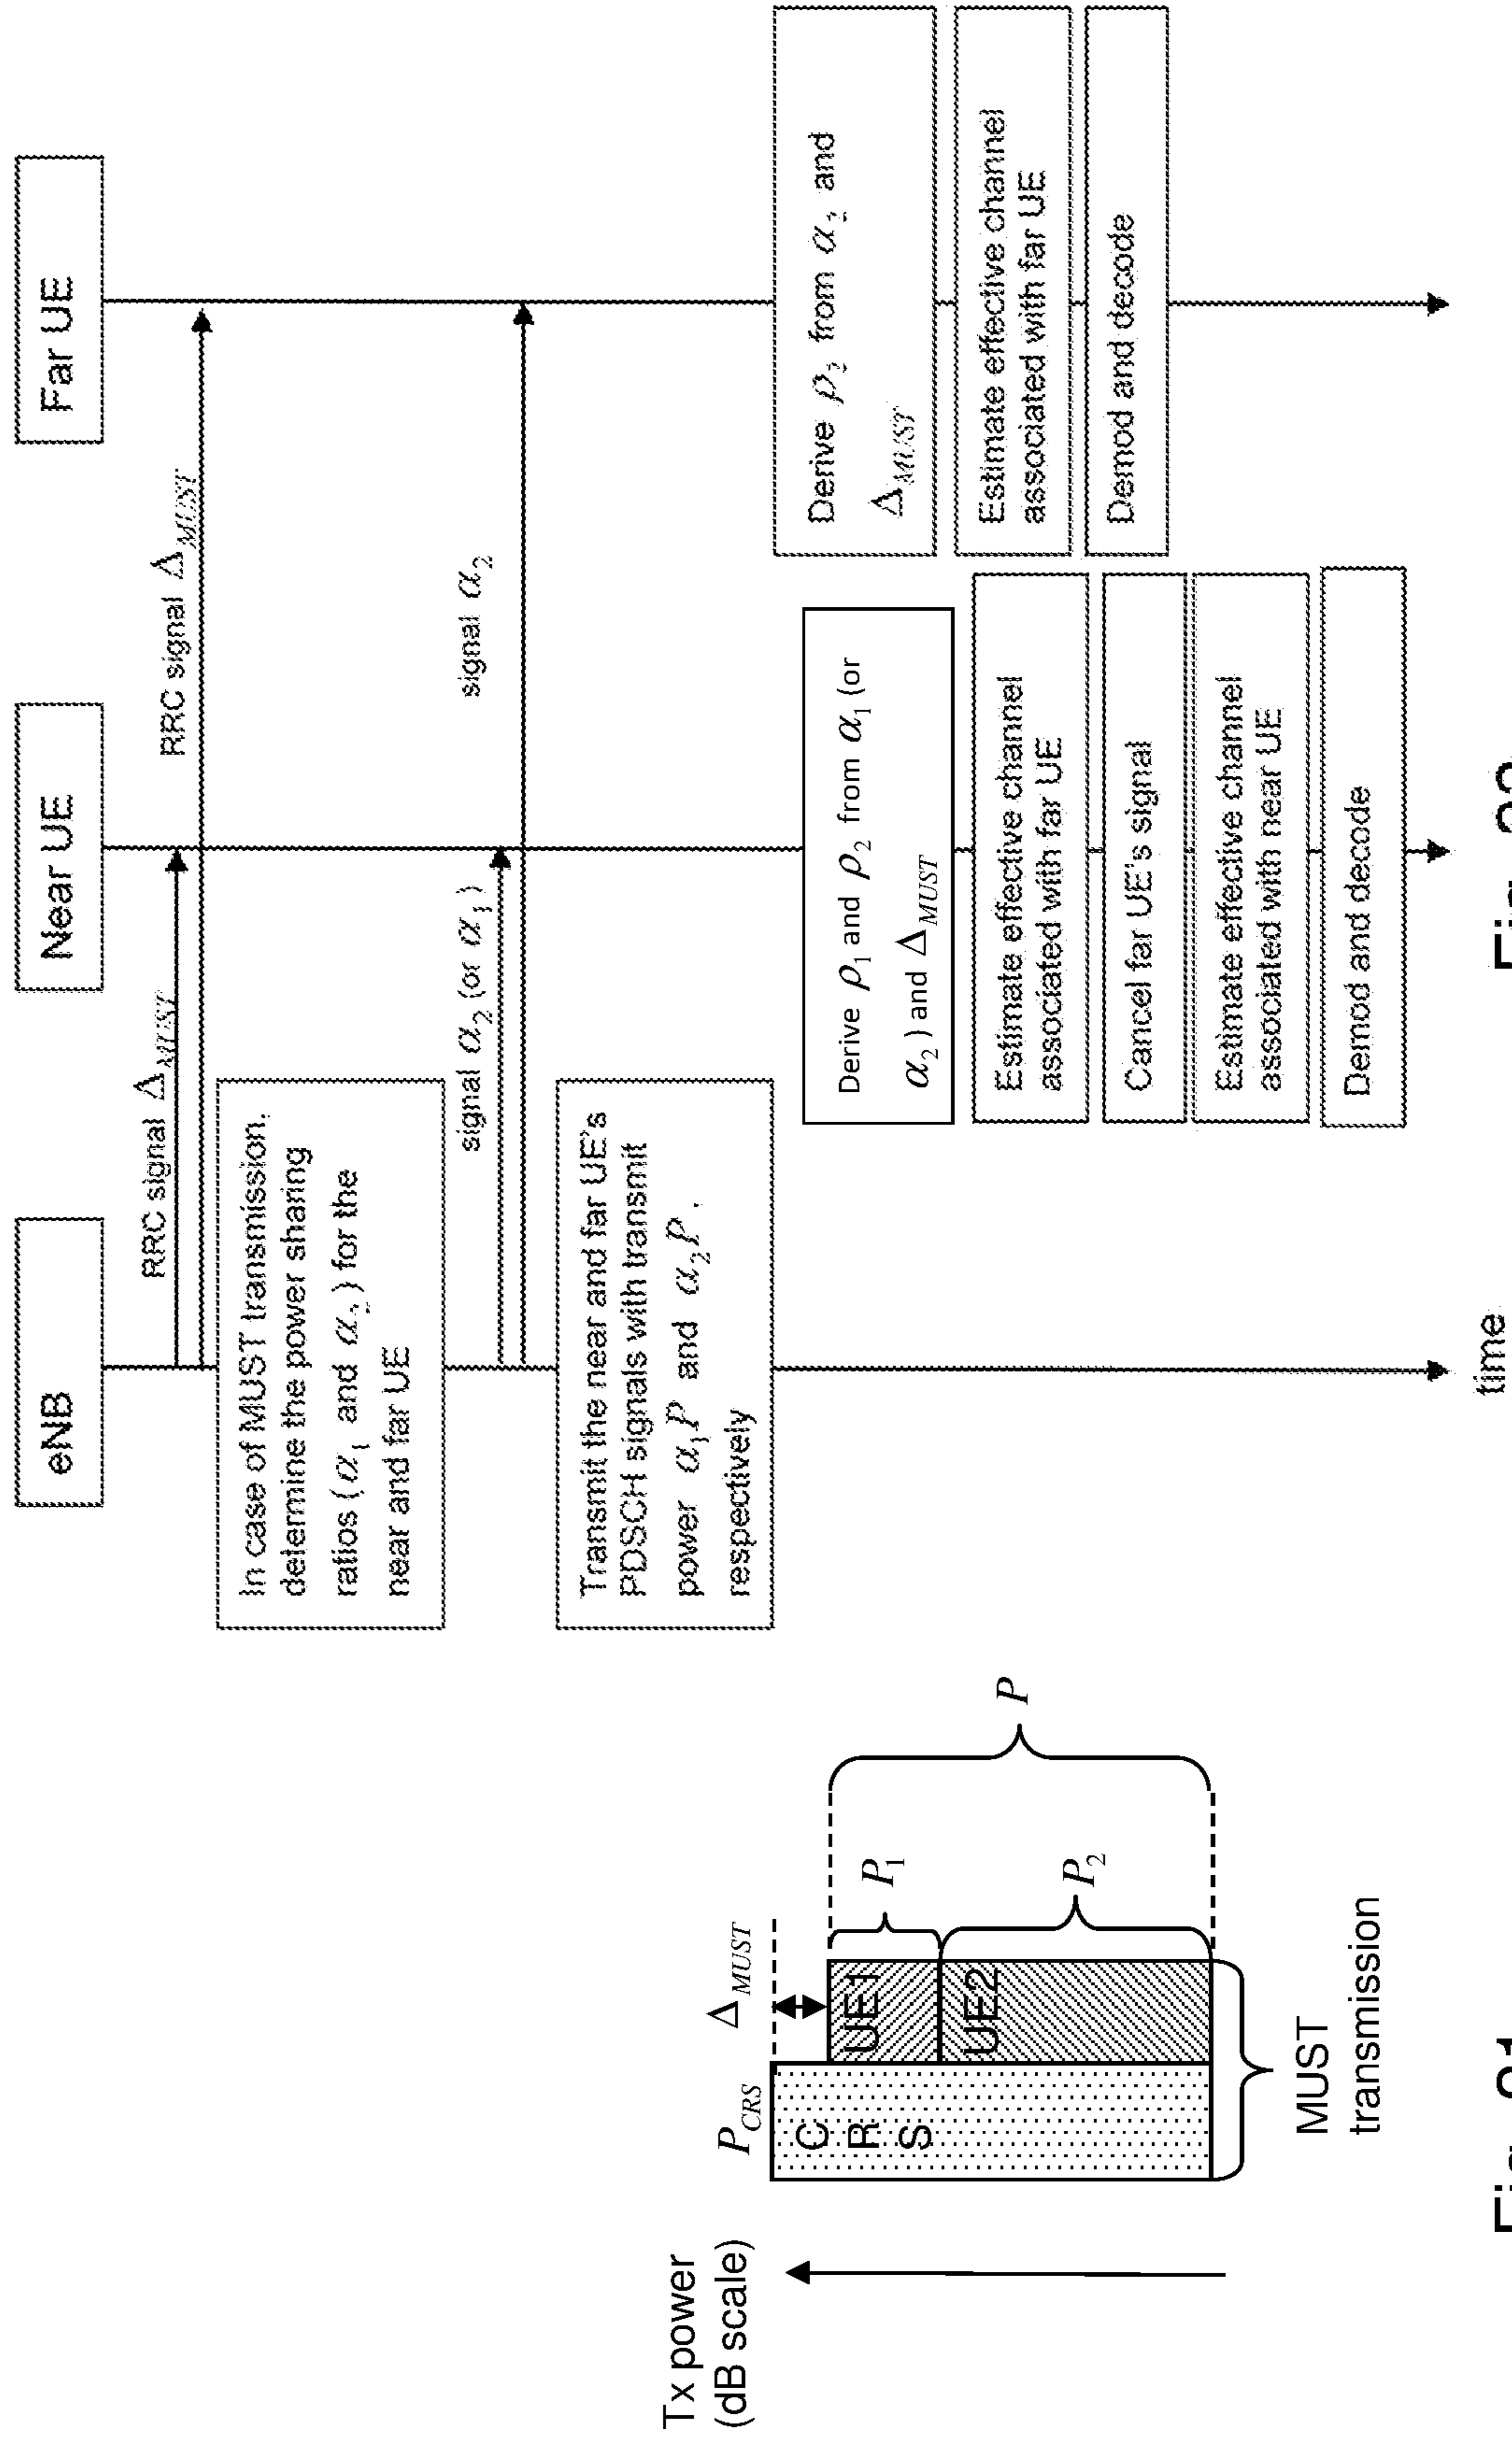 Tx power
(dB scale)
P_CRS
Δ_MUST
C
R
S
UE1
UE2
P₁
P₂
P
MUST
transmission
eNB
Near UE
Far UE
RRC signal Δ_MUST
RRC signal Δ_MUST
In case of MUST transmission,
determine the power sharing
ratios (α₁ and α₂) for the
near and far UE
signal α₂ (or α₁)
signal α₂
Transmit the near and far UE's
PDSCH signals with transmit
power α₁P and α₂P,
respectively
Derive ρ₁ and ρ₂ from α₁ (or
α₂) and Δ_MUST
Estimate effective channel
associated with far UE
Cancel far UE's signal
Estimate effective channel
associated with near UE
Demod and decode
Derive ρ₂ from α₂ and
Δ_MUST
Estimate effective channel
associated with far UE
Demod and decode
time